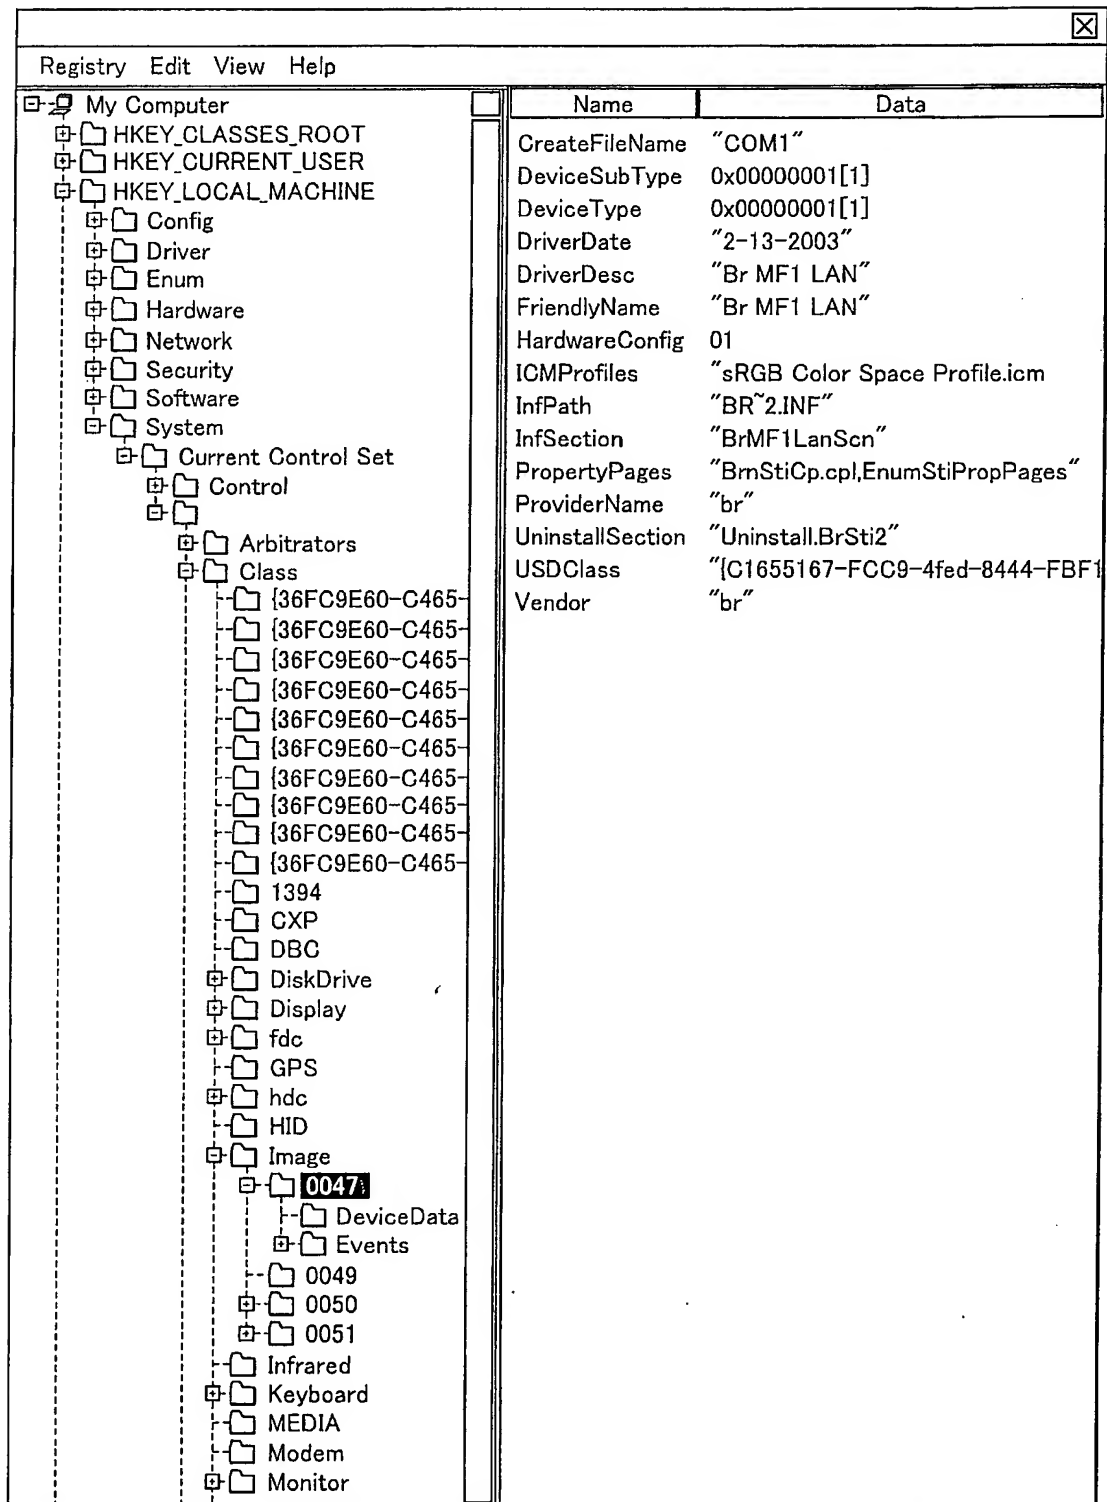 Registry Edit View Help
My Computer
HKEY_CLASSES_ROOT
HKEY_CURRENT_USER
HKEY_LOCAL_MACHINE
Config
Driver
Enum
Hardware
Network
Security
Software
System
Current Control Set
Control
Arbitrators
Class
{36FC9E60-C465-
{36FC9E60-C465-
{36FC9E60-C465-
{36FC9E60-C465-
{36FC9E60-C465-
{36FC9E60-C465-
{36FC9E60-C465-
{36FC9E60-C465-
{36FC9E60-C465-
{36FC9E60-C465-
1394
CXP
DBC
DiskDrive
Display
fdc
GPS
hdc
HID
Image
0047
DeviceData
Events
0049
0050
0051
Infrared
Keyboard
MEDIA
Modem
Monitor
Name Data
CreateFileName "COM1"
DeviceSubType 0x00000001[1]
DeviceType 0x00000001[1]
DriverDate "2-13-2003"
DriverDesc "Br MF1 LAN"
FriendlyName "Br MF1 LAN"
HardwareConfig 01
ICMProfiles "sRGB Color Space Profile.icm
InfPath "BR~2.INF"
InfSection "BrMF1LanScn"
PropertyPages "BrnStiCp.cpl,EnumStiPropPages"
ProviderName "br"
UninstallSection "Uninstall.BrSti2"
USDClass "{C1655167-FCC9-4fed-8444-FBF1
Vendor "br"